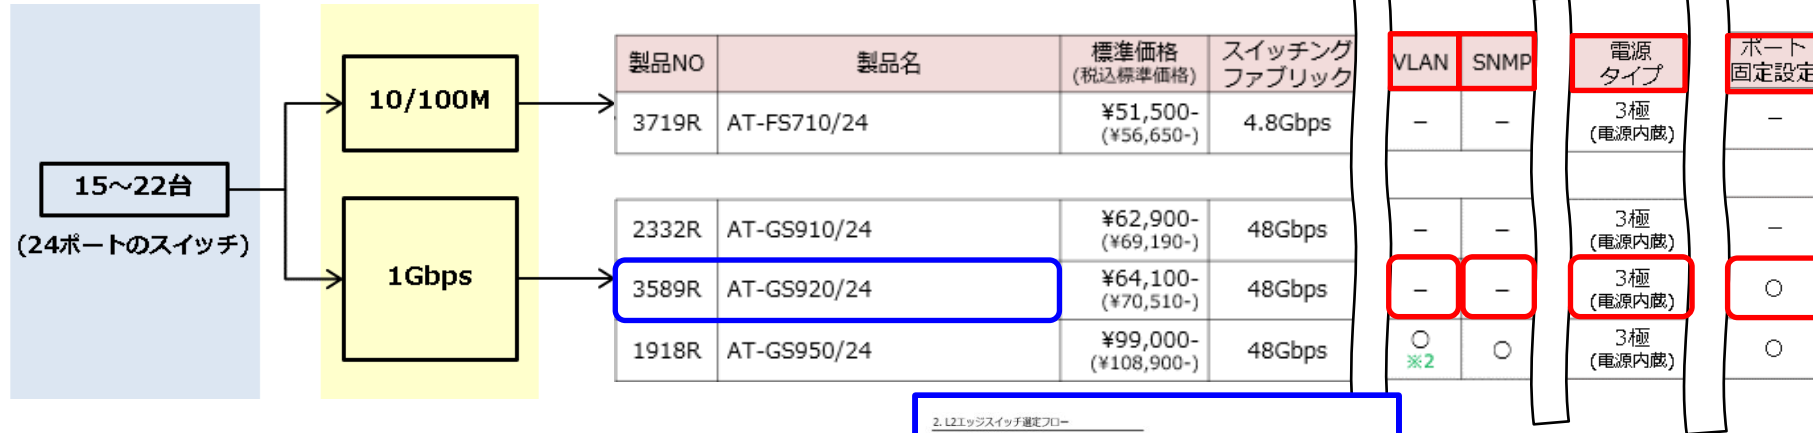 15～22台
(24ポートのスイッチ)
10/100M
1Gbps
製品NO 製品名 標準価格 (税込標準価格) スイッチング ファブリック VLAN SNMP 電源 タイプ ポート 固定設定
3719R AT-FS710/24 ¥51,500- (¥56,650-) 4.8Gbps － － 3極 (電源内蔵) －
2332R AT-GS910/24 ¥62,900- (¥69,190-) 48Gbps － － 3極 (電源内蔵) －
3589R AT-GS920/24 ¥64,100- (¥70,510-) 48Gbps － － 3極 (電源内蔵) ○
1918R AT-GS950/24 ¥99,000- (¥108,900-) 48Gbps ○ ※2 ○ 3極 (電源内蔵) ○
2. L2エッジスイッチ選定フロー